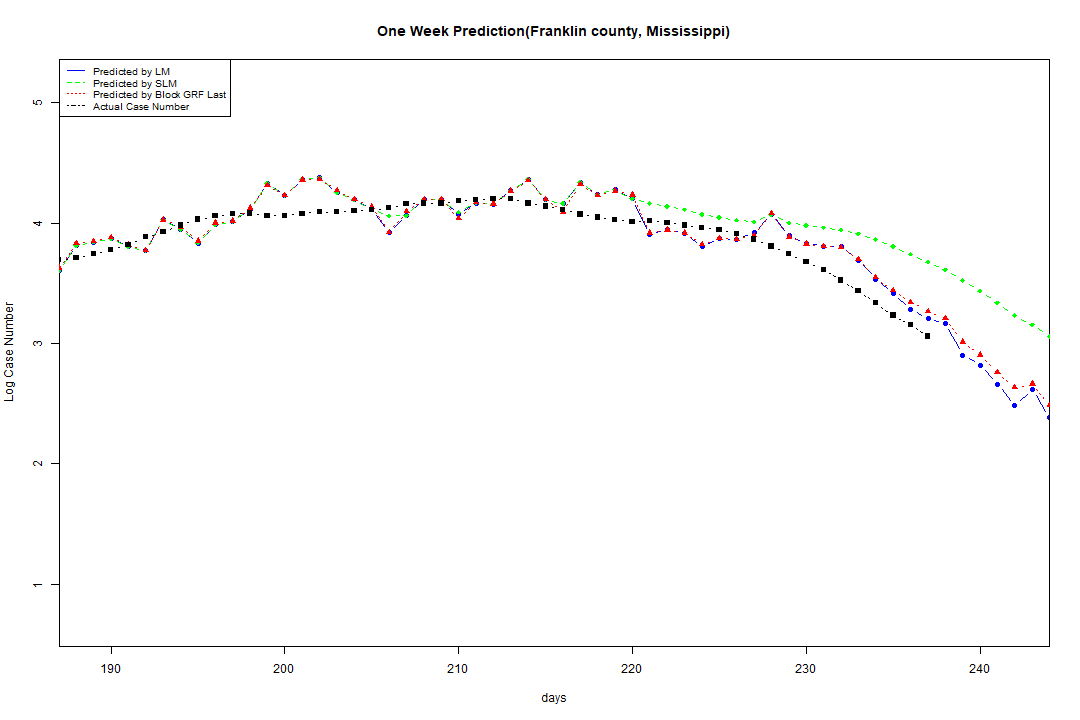 One Week Prediction(Franklin county, Mississippi)
Predicted by LM
Predicted by SLM
Predicted by Block GRF Last
Actual Case Number
5
4
3
2
1
Log Case Number
190 200 210 220 230 240
days